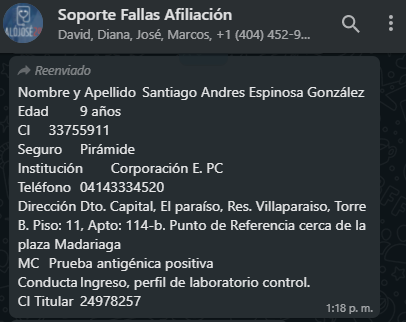 Soporte Fallas Afiliación
David, Diana, José, Marcos, +1 (404) 452-9...
Reenviado
Nombre y Apellido Santiago Andres Espinosa González
Edad 9 años
CI 33755911
Seguro Pirámide
Institución Corporación E. PC
Teléfono 04143334520
Dirección Dto. Capital, El paraíso, Res. Villaparaiso, Torre
B. Piso: 11, Apto: 114-b. Punto de Referencia cerca de la
plaza Madariaga
MC Prueba antigénica positiva
Conducta Ingreso, perfil de laboratorio control.
CI Titular 24978257
1:18 p. m.